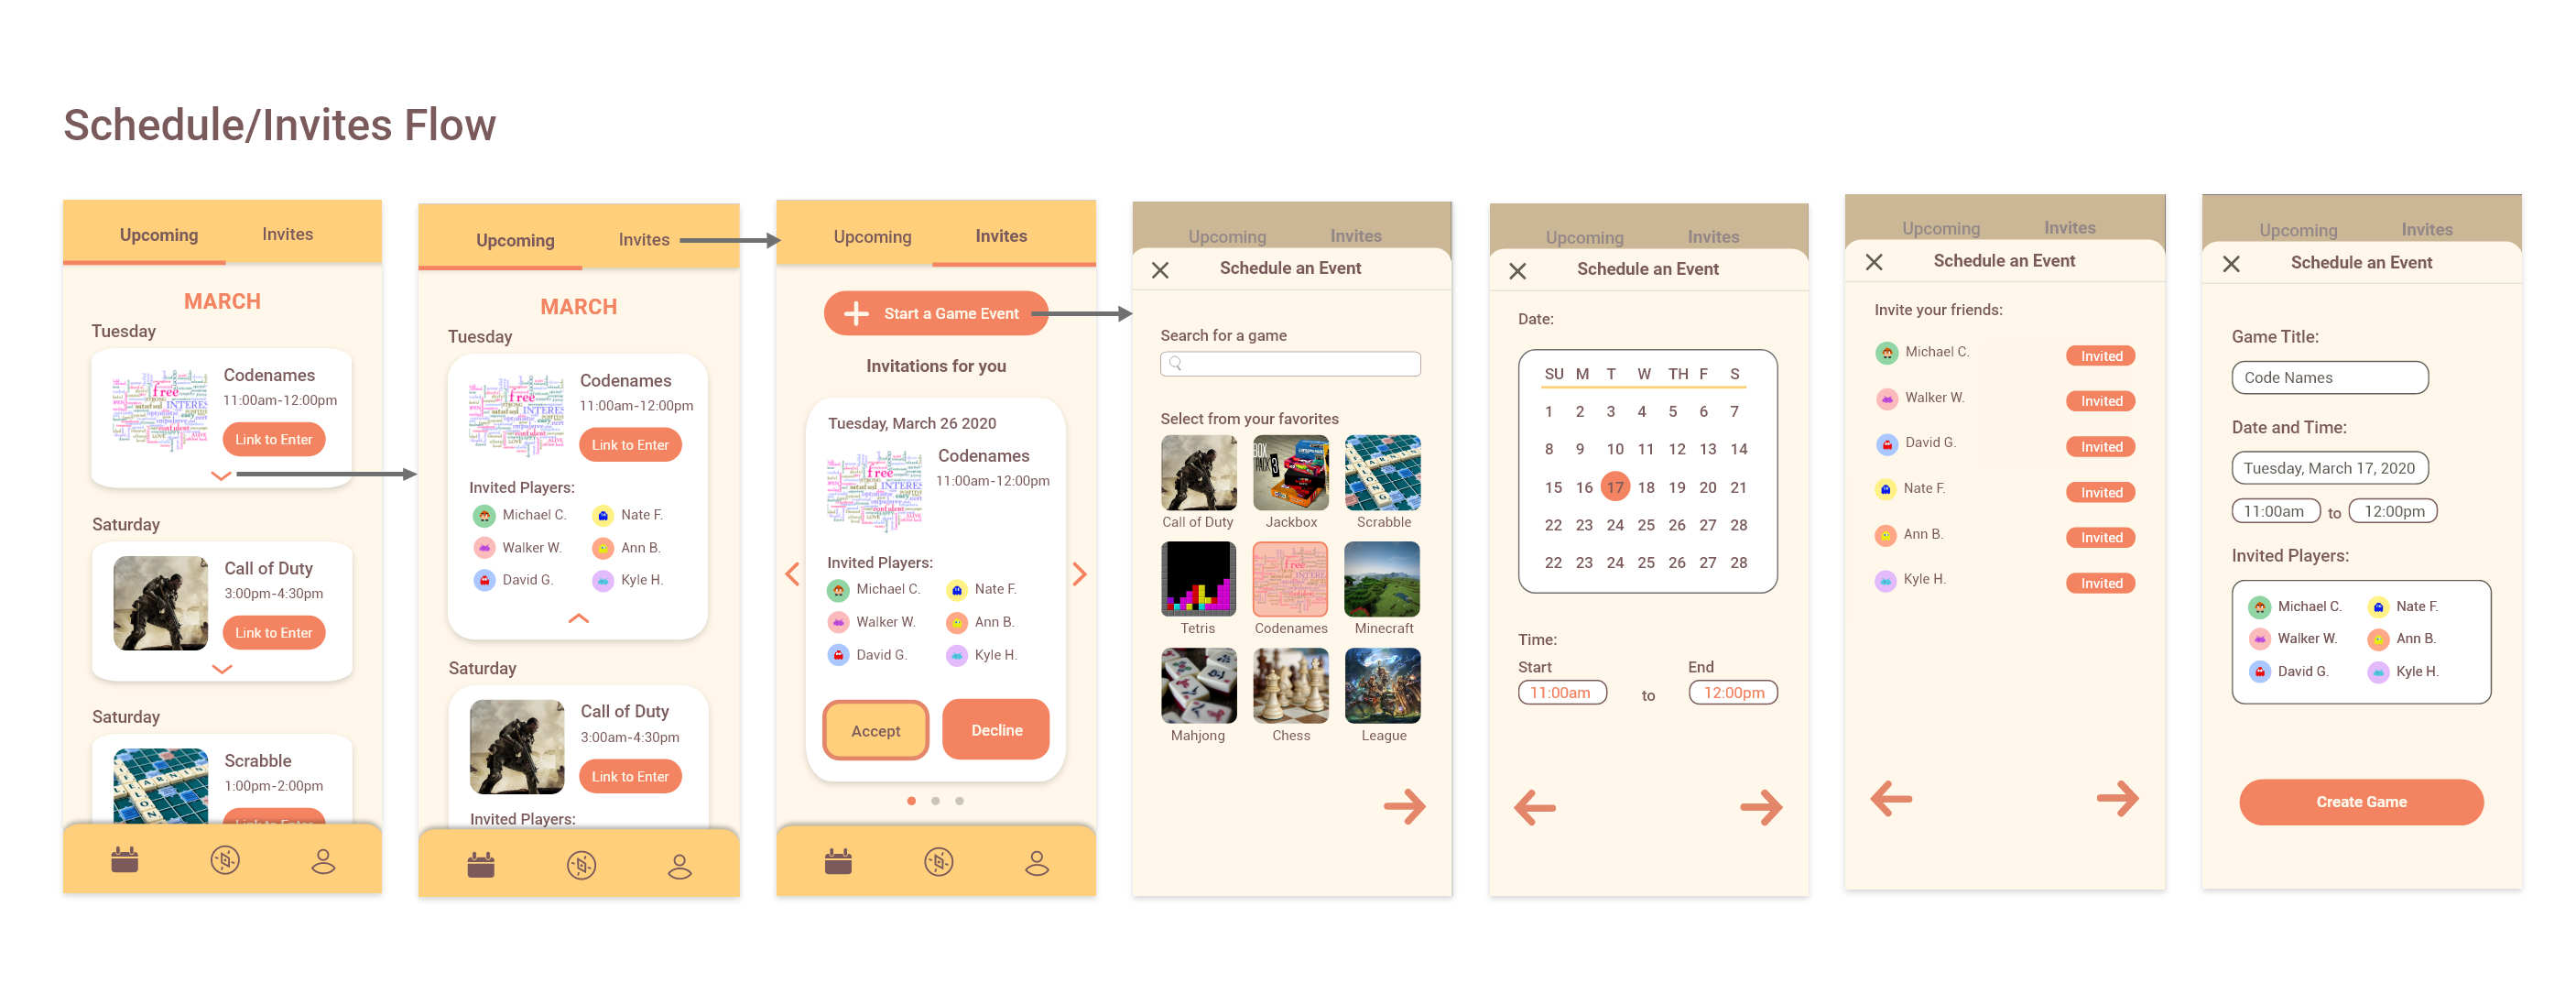 Schedule/Invites Flow
Upcoming Invites
MARCH
Tuesday
Codenames
11:00am-12:00pm
Link to Enter
Saturday
Call of Duty
3:00pm-4:30pm
Link to Enter
Saturday
Scrabble
1:00pm-2:00pm
Link to Enter
Upcoming Invites
MARCH
Tuesday
Codenames
11:00am-12:00pm
Link to Enter
Invited Players:
Michael C. Nate F.
Walker W. Ann B.
David G. Kyle H.
Saturday
Call of Duty
3:00am-4:30pm
Link to Enter
Invited Players:
Upcoming Invites
Start a Game Event
Invitations for you
Tuesday, March 26 2020
Codenames
11:00am-12:00pm
free
INTERES
Invited Players:
Michael C. Nate F.
Walker W. Ann B.
David G. Kyle H.
Accept Decline
Upcoming Invites
Schedule an Event
Search for a game
Select from your favorites
Call of Duty Jackbox Scrabble
Tetris Codenames Minecraft
Mahjong Chess League
Upcoming Invites
Schedule an Event
Date:
SU M T W TH F S
1 2 3 4 5 6 7
8 9 10 11 12 13 14
15 16 17 18 19 20 21
22 23 24 25 26 27 28
22 23 24 25 26 27 28
Time:
Start End
11:00am to 12:00pm
Upcoming Invites
Schedule an Event
Invite your friends:
Michael C. Invited
Walker W. Invited
David G. Invited
Nate F. Invited
Ann B. Invited
Kyle H. Invited
Upcoming Invites
Schedule an Event
Game Title:
Code Names
Date and Time:
Tuesday, March 17, 2020
11:00am to 12:00pm
Invited Players:
Michael C. Nate F.
Walker W. Ann B.
David G. Kyle H.
Create Game